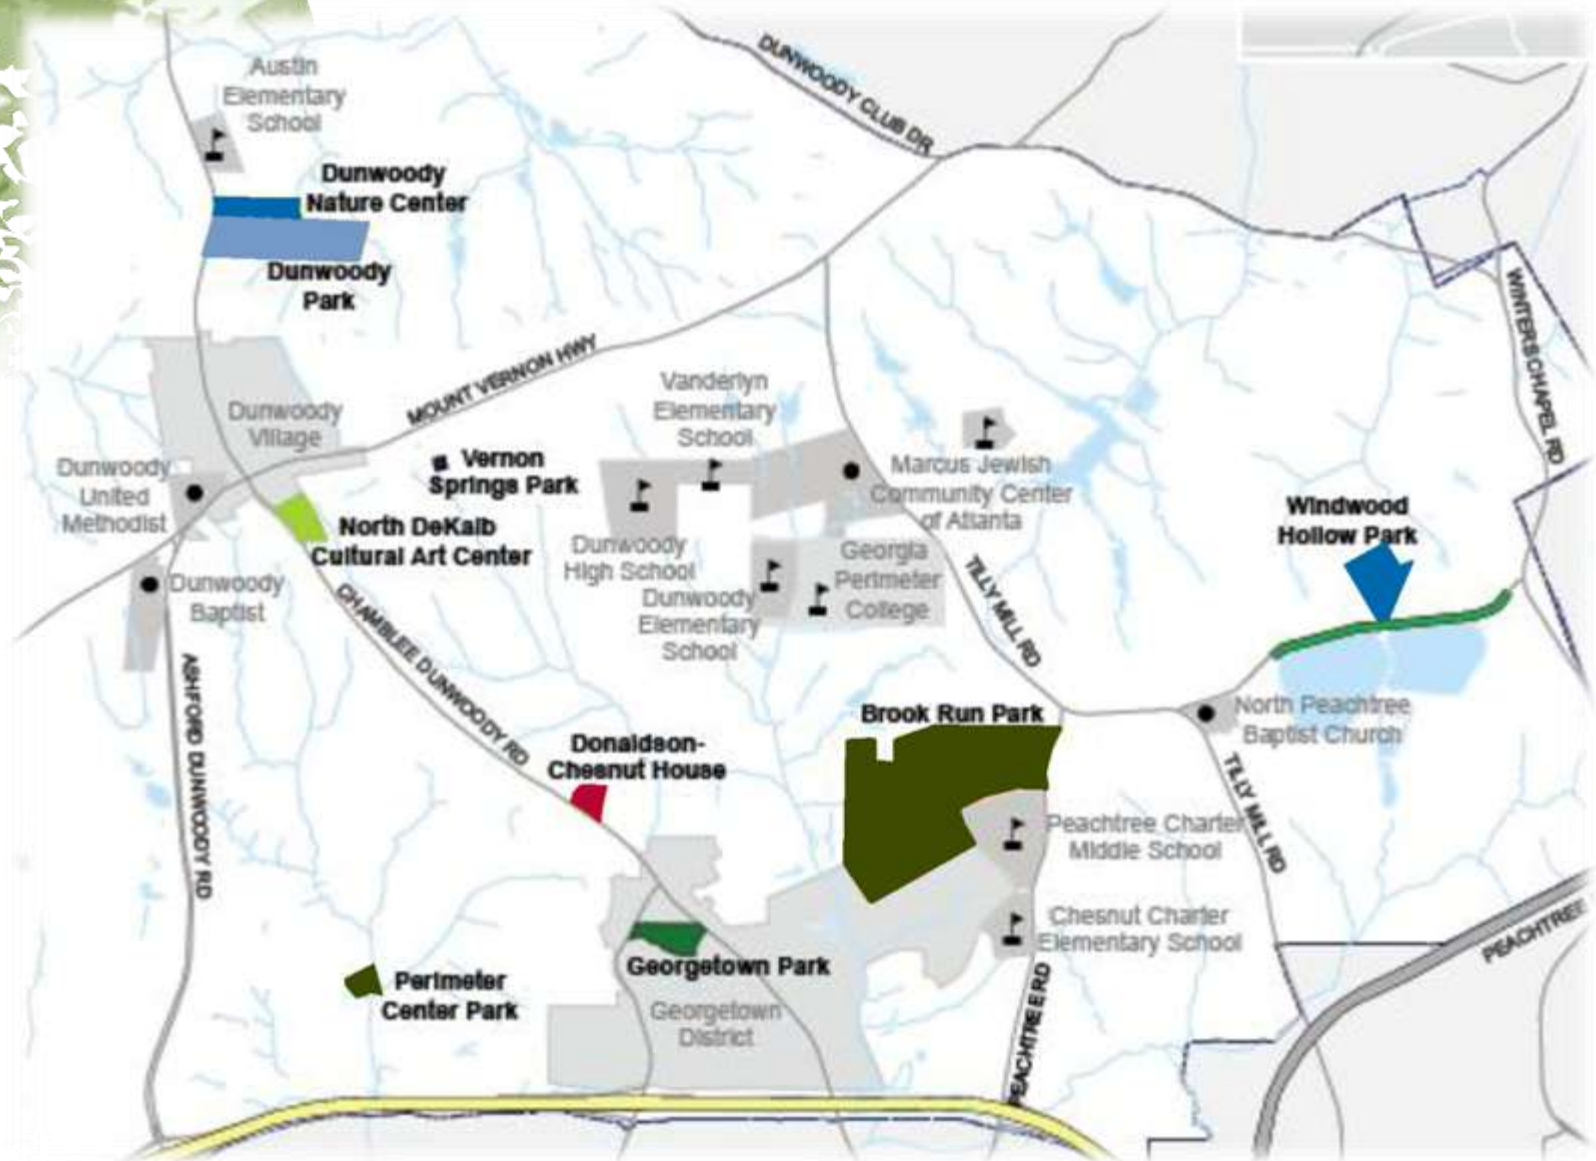 Austin
Elementary
School
DUNWOODY CLUB DR
Dunwoody
Nature Center
Dunwoody
Park
WINTERS CHAPEL RD
MOUNT VERNON HWY
Dunwoody
Village
Vanderlyn
Elementary
School
Dunwoody
United
Methodist
Vernon
Springs Park
Marcus Jewish
Community Center
of Atlanta
Windwood
Hollow Park
North DeKalb
Cultural Art Center
Dunwoody
High School
Georgia
Perimeter
College
Dunwoody
Baptist
Dunwoody
Elementary
School
TILLY MILL RD
CHAMBLEE DUNWOODY RD
ASHFORD DUNWOODY RD
Brook Run Park
North Peachtree
Baptist Church
Donaldson-
Chesnut House
TILLY MILL RD
Peachtree Charter
Middle School
Chesnut Charter
Elementary School
PEACHTREE
Georgetown Park
Perimeter
Center Park
Georgetown
District
PEACHTREE RD